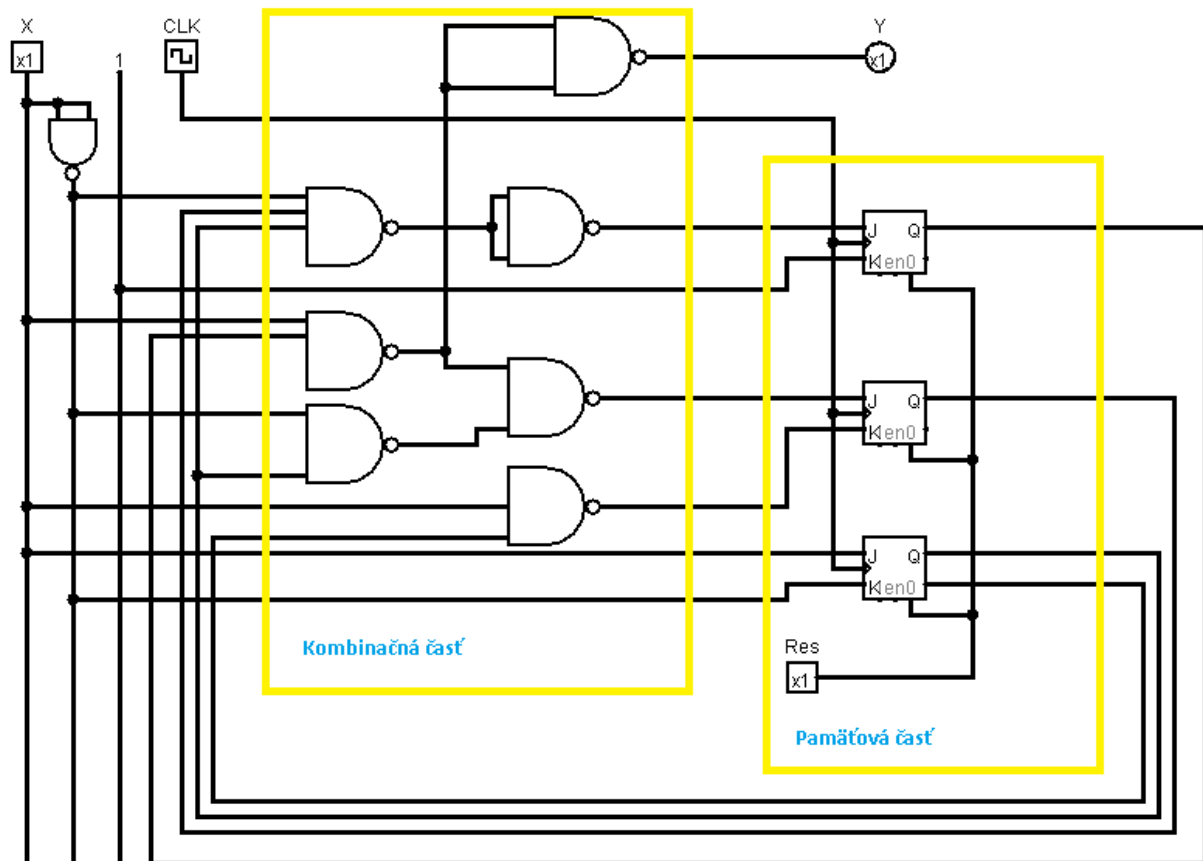 X
1
CLK
Y
x1
x1
J
Q
K
en0
J
Q
K
en0
J
Q
K
en0
Kombinačná časť
Res
x1
Pamäťová časť